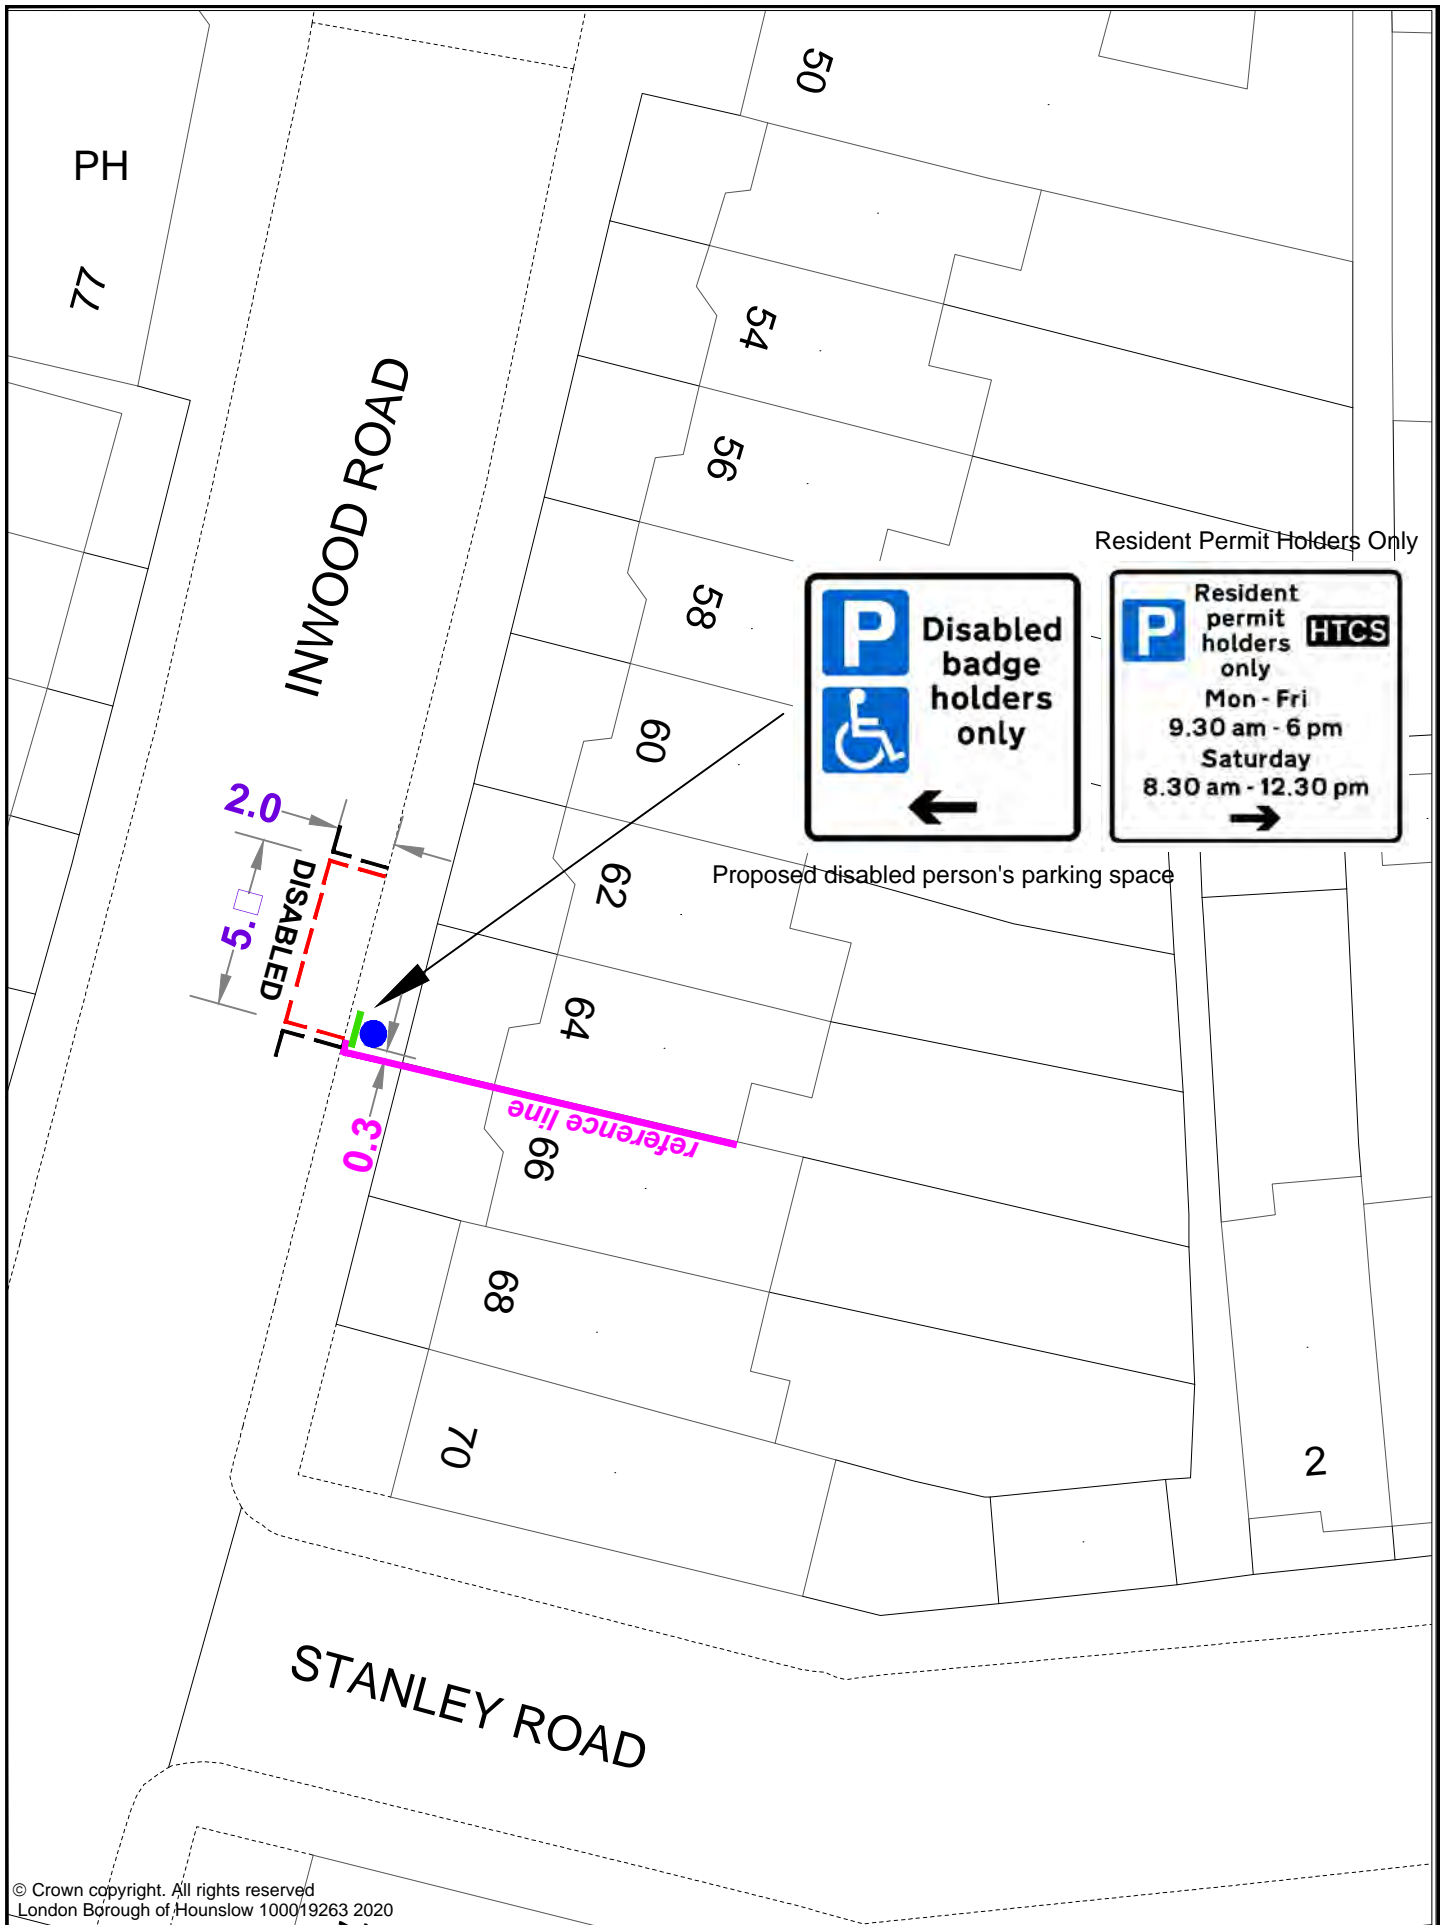 50
PH
77
54
INWOOD ROAD
56
Resident Permit Holders Only
58
P
Disabled
badge
holders
only
P
Resident
permit
holders
only
HTCS
Mon - Fri
9.30 am - 6 pm
Saturday
8.30 am - 12.30 pm
60
2.0
DISABLED
62
Proposed disabled person's parking space
64
reference line
0.3
66
68
70
2
STANLEY ROAD
© Crown copyright. All rights reserved
London Borough of Hounslow 100019263 2020